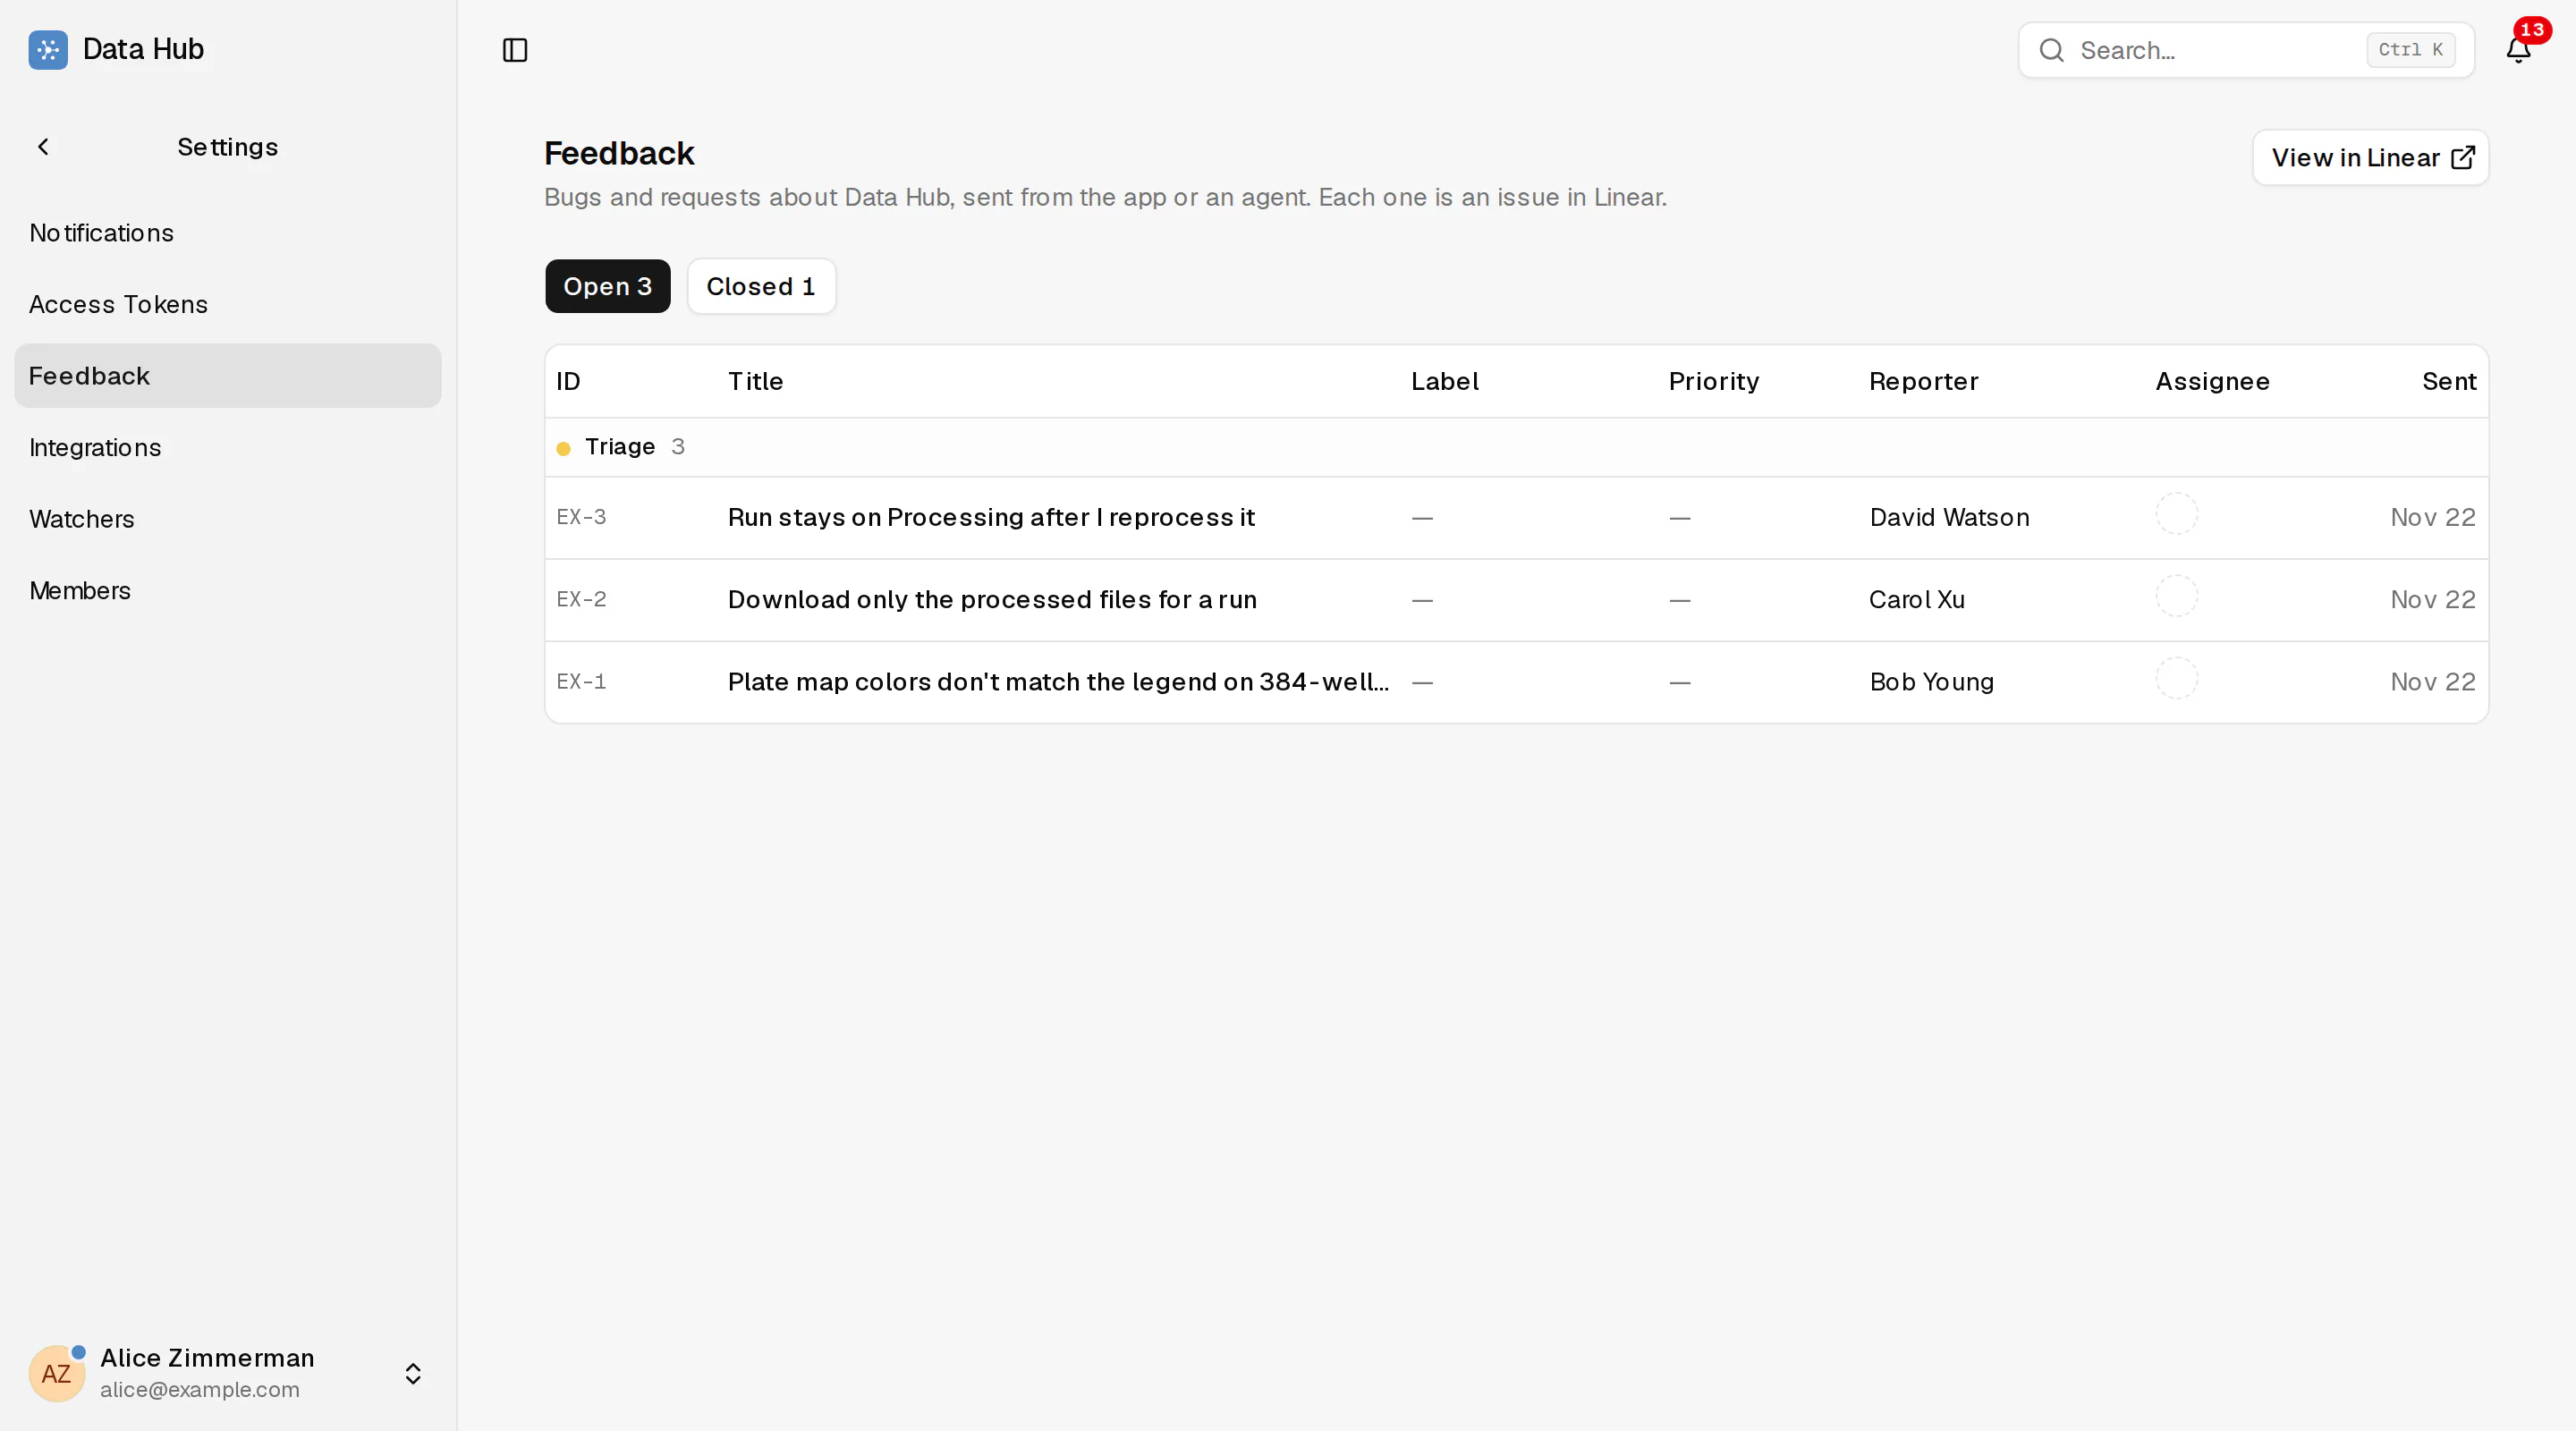 Data Hub
Search...
Ctrl K
13
Settings
Notifications
Access Tokens
Feedback
Integrations
Watchers
Members
Feedback
View in Linear
Bugs and requests about Data Hub, sent from the app or an agent. Each one is an issue in Linear.
Open 3
Closed 1
ID Title Label Priority Reporter Assignee Sent
Triage 3
EX-3 Run stays on Processing after I reprocess it — — David Watson Nov 22
EX-2 Download only the processed files for a run — — Carol Xu Nov 22
EX-1 Plate map colors don't match the legend on 384-well... — — Bob Young Nov 22
AZ
Alice Zimmerman
alice@example.com